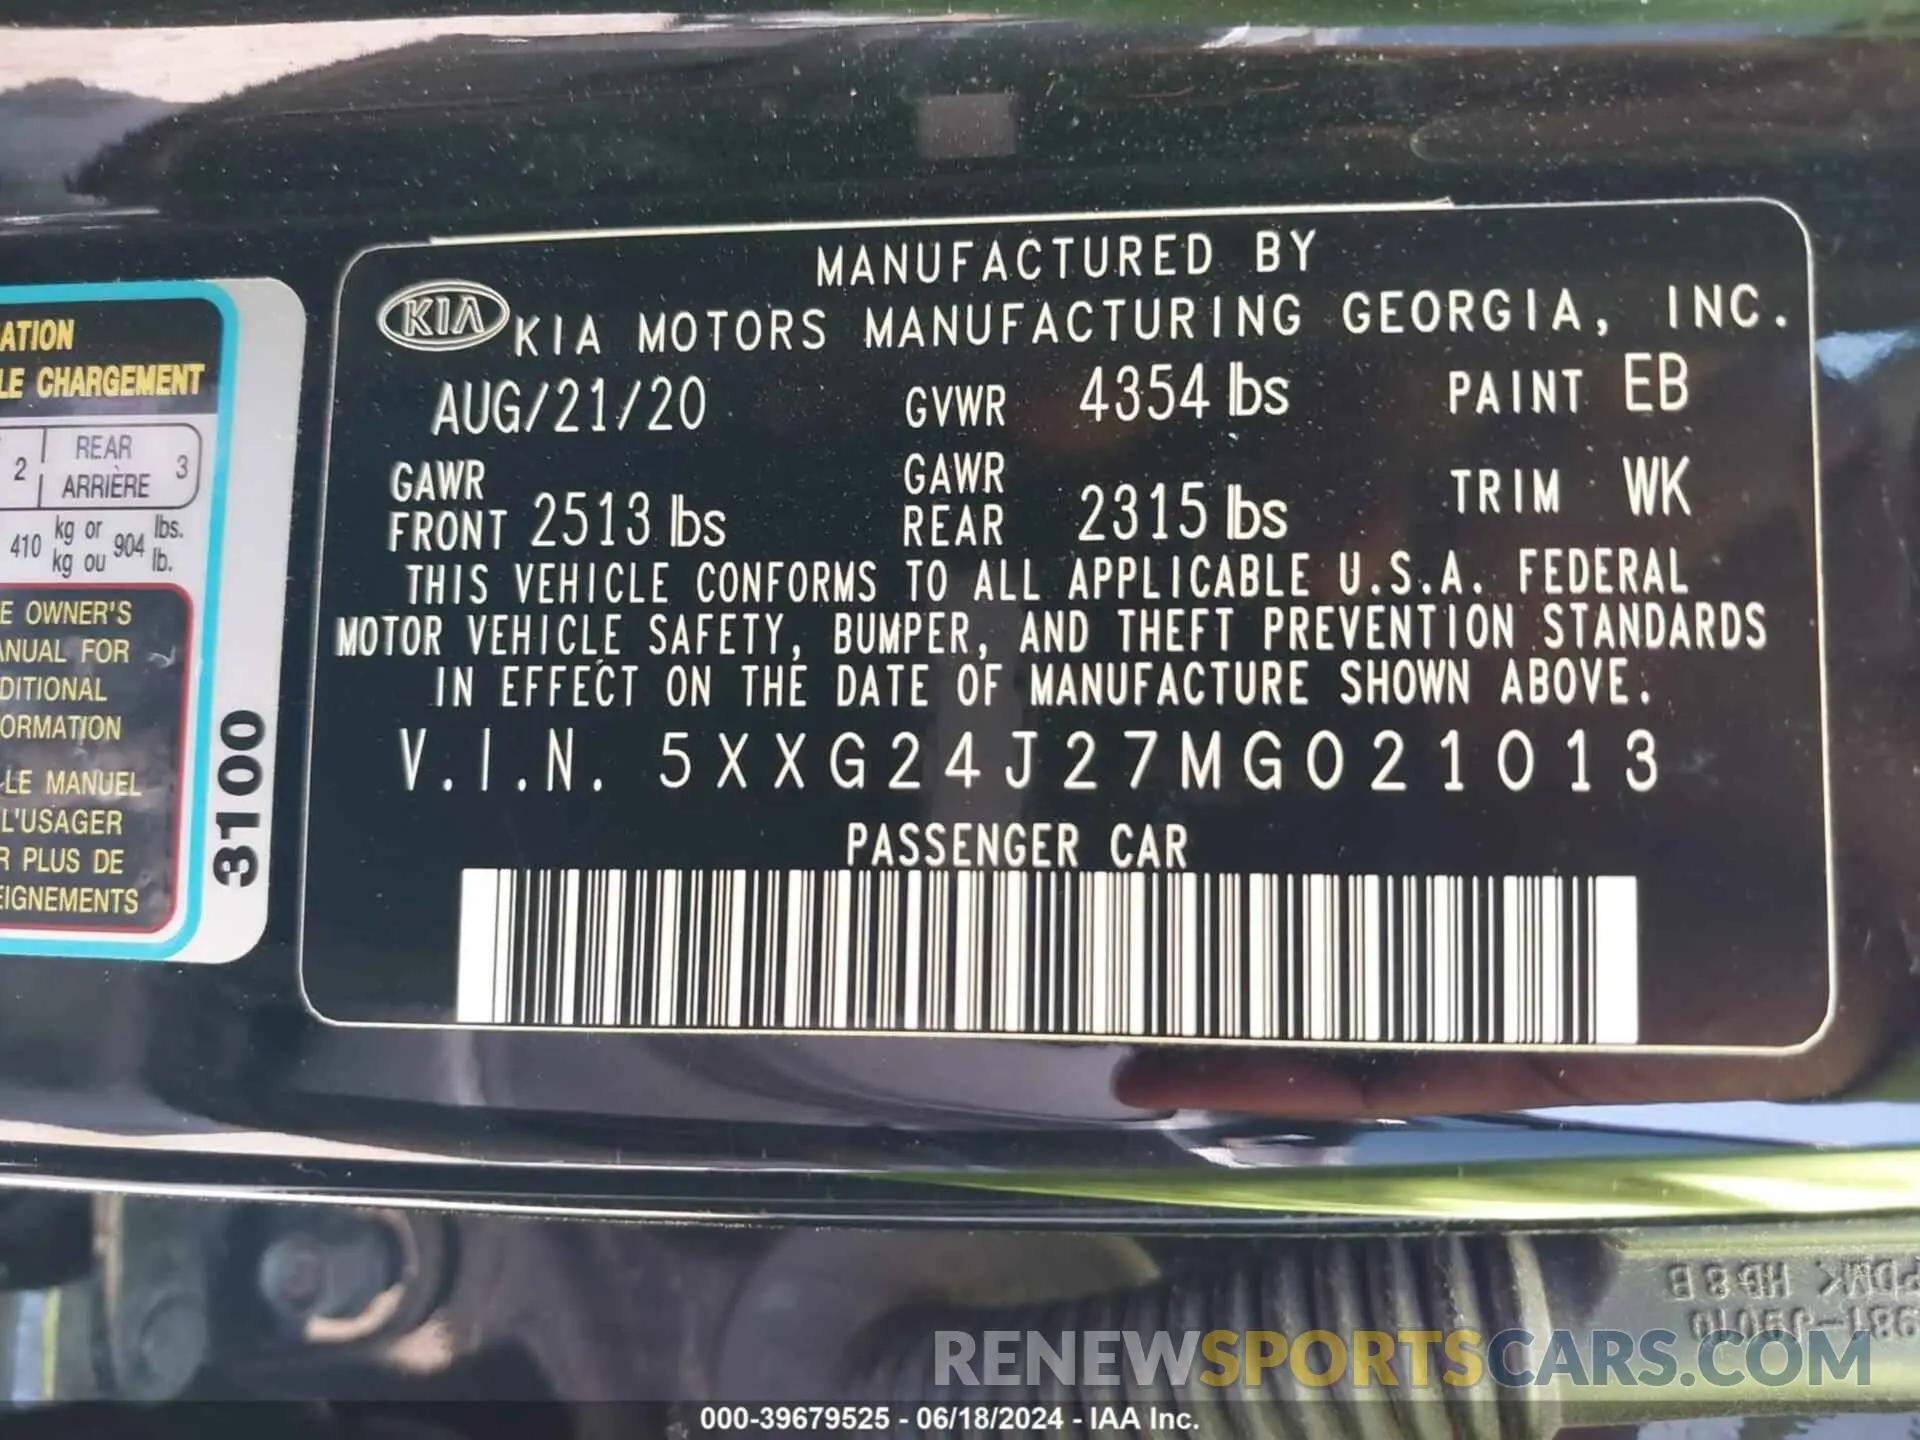 MANUFACTURED BY
KIA KIA MOTORS MANUFACTURING GEORGIA, INC.
AUG/21/20 GVWR 4354 lbs PAINT EB
GAWR FRONT 2513 lbs GAWR REAR 2315 lbs TRIM WK
THIS VEHICLE CONFORMS TO ALL APPLICABLE U.S.A. FEDERAL
MOTOR VEHICLE SAFETY, BUMPER, AND THEFT PREVENTION STANDARDS
IN EFFECT ON THE DATE OF MANUFACTURE SHOWN ABOVE.
V.I.N. 5XXG24J27MG021013
PASSENGER CAR
ATION
LE CHARGEMENT
2 REAR 3
ARRIÈRE
410 kg or 904 lbs.
kg ou lb.
E OWNER'S
ANUAL FOR
DITIONAL
ORMATION
LE MANUEL
L'USAGER
R PLUS DE
EIGNEMENTS
3100
RENEWSPORTSCARS.COM
000-39679525 - 06/18/2024 - IAA Inc.